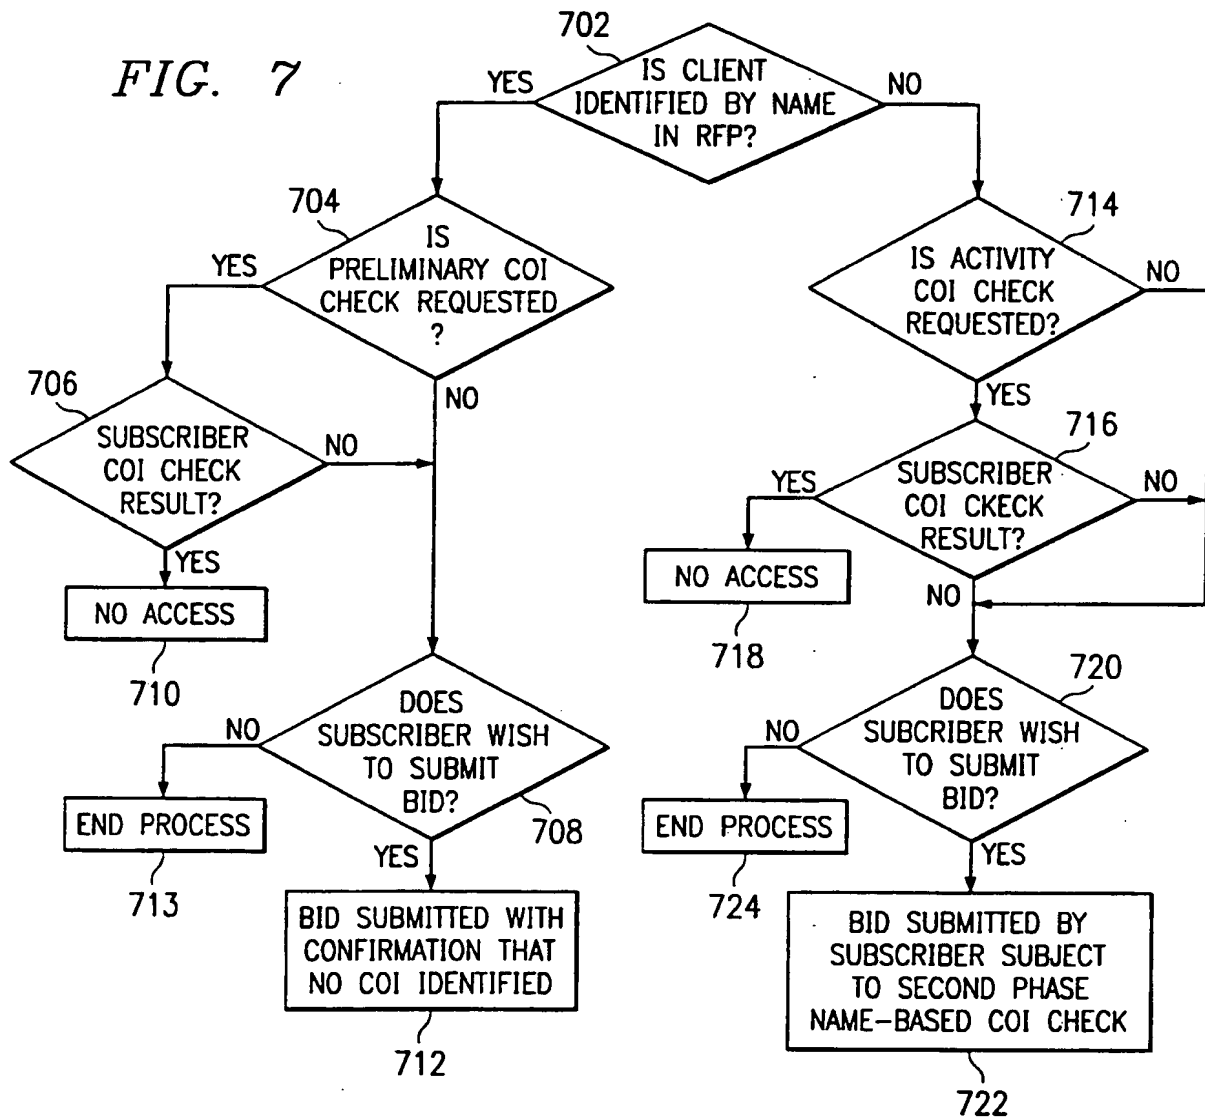 FIG. 7
702
IS CLIENT
IDENTIFIED BY NAME
IN RFP?
YES
NO
704
IS
PRELIMINARY COI
CHECK REQUESTED
?
YES
NO
714
IS ACTIVITY
COI CHECK
REQUESTED?
NO
YES
706
SUBSCRIBER
COI CHECK
RESULT?
NO
YES
716
SUBSCRIBER
COI CKECK
RESULT?
YES
NO
NO
NO ACCESS
710
NO ACCESS
718
DOES
SUBSCRIBER WISH
TO SUBMIT
BID?
NO
708
YES
720
DOES
SUBCRIBER WISH
TO SUBMIT
BID?
NO
YES
END PROCESS
713
END PROCESS
724
BID SUBMITTED WITH
CONFIRMATION THAT
NO COI IDENTIFIED
712
BID SUBMITTED BY
SUBSCRIBER SUBJECT
TO SECOND PHASE
NAME-BASED COI CHECK
722